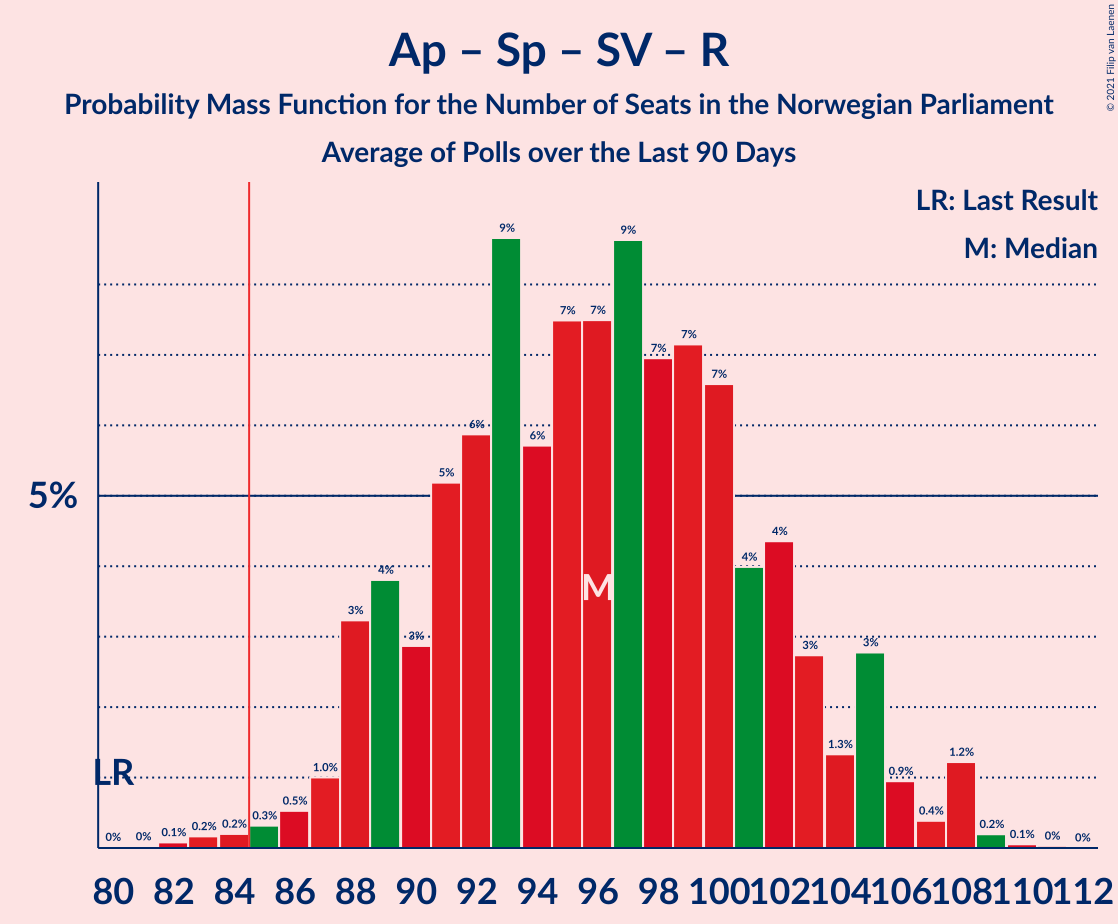 Ap – Sp – SV – R
Probability Mass Function for the Number of Seats in the Norwegian Parliament
Average of Polls over the Last 90 Days
© 2021 Filip van Laenen
LR: Last Result
M: Median
5%
LR
M
0% 0% 0.1% 0.2% 0.2% 0.3% 0.5% 1.0% 3% 4% 3% 5% 6% 9% 6% 7% 7% 9% 7% 7% 7% 4% 4% 3% 1.3% 3% 0.9% 0.4% 1.2% 0.2% 0.1% 0% 0%
80 82 84 86 88 90 92 94 96 98 100 102 104 106 108 110 112